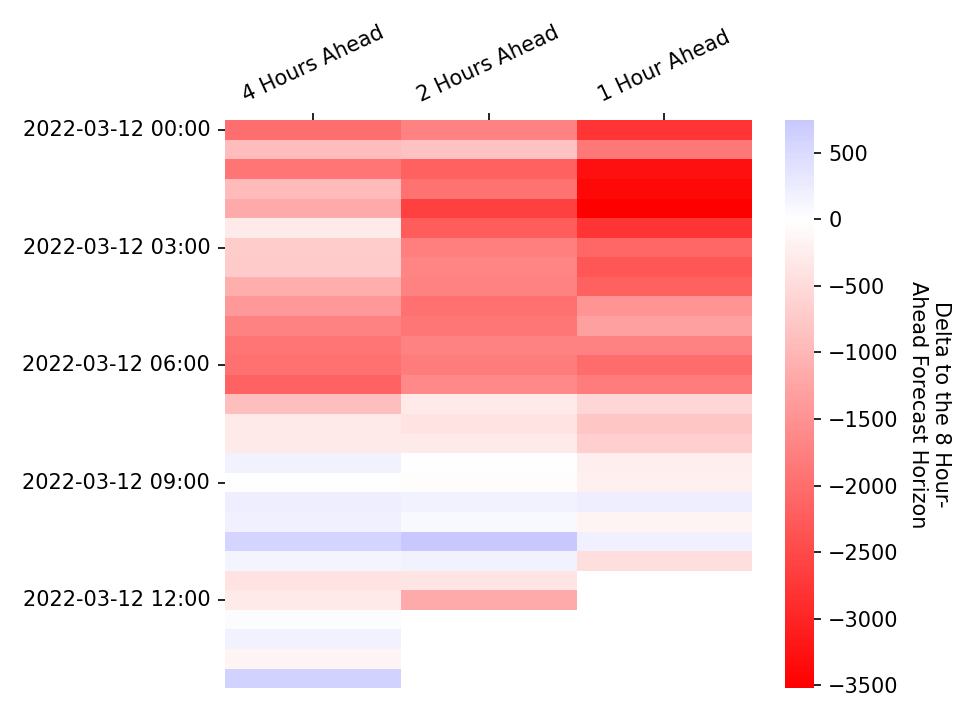 4 Hours Ahead
2 Hours Ahead
1 Hour Ahead
2022-03-12 00:00
2022-03-12 03:00
2022-03-12 06:00
2022-03-12 09:00
2022-03-12 12:00
500
0
−500
−1000
−1500
−2000
−2500
−3000
−3500
Delta to the 8 Hour-
Ahead Forecast Horizon